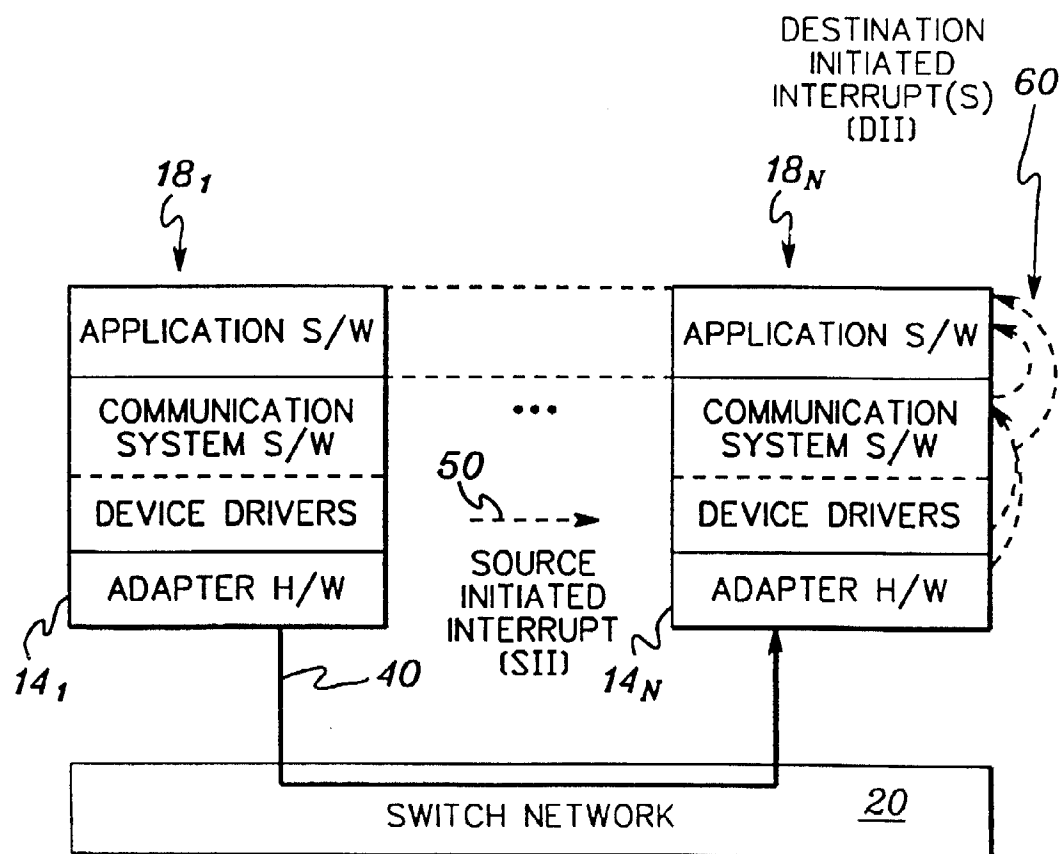 DESTINATION
INITIATED
INTERRUPT(S)
(DII)
60
18₁
18N
APPLICATION S/W
APPLICATION S/W
COMMUNICATION
SYSTEM S/W
•••
COMMUNICATION
SYSTEM S/W
50
DEVICE DRIVERS
DEVICE DRIVERS
ADAPTER H/W
SOURCE
INITIATED
INTERRUPT
(SII)
ADAPTER H/W
14₁
40
14N
SWITCH NETWORK
20